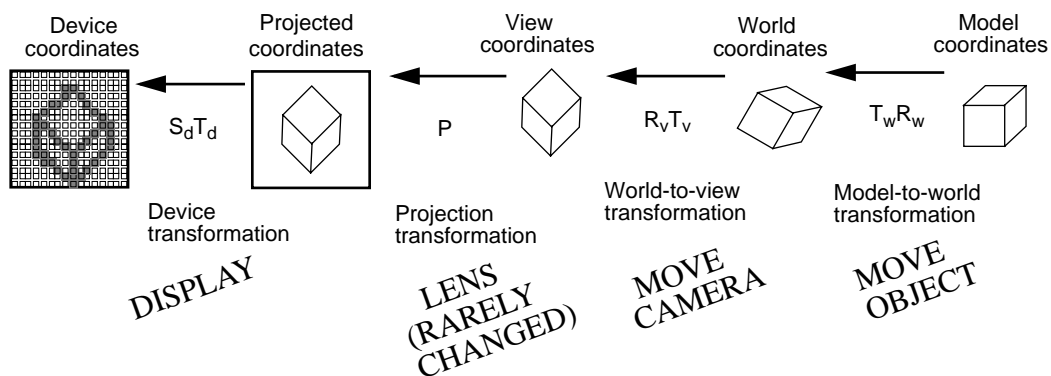 Device
coordinates
Projected
coordinates
View
coordinates
World
coordinates
Model
coordinates
SdTd
P
RvTv
TwRw
Device
transformation
Projection
transformation
World-to-view
transformation
Model-to-world
transformation
DISPLAY
LENS
(RARELY
CHANGED)
MOVE
CAMERA
MOVE
OBJECT